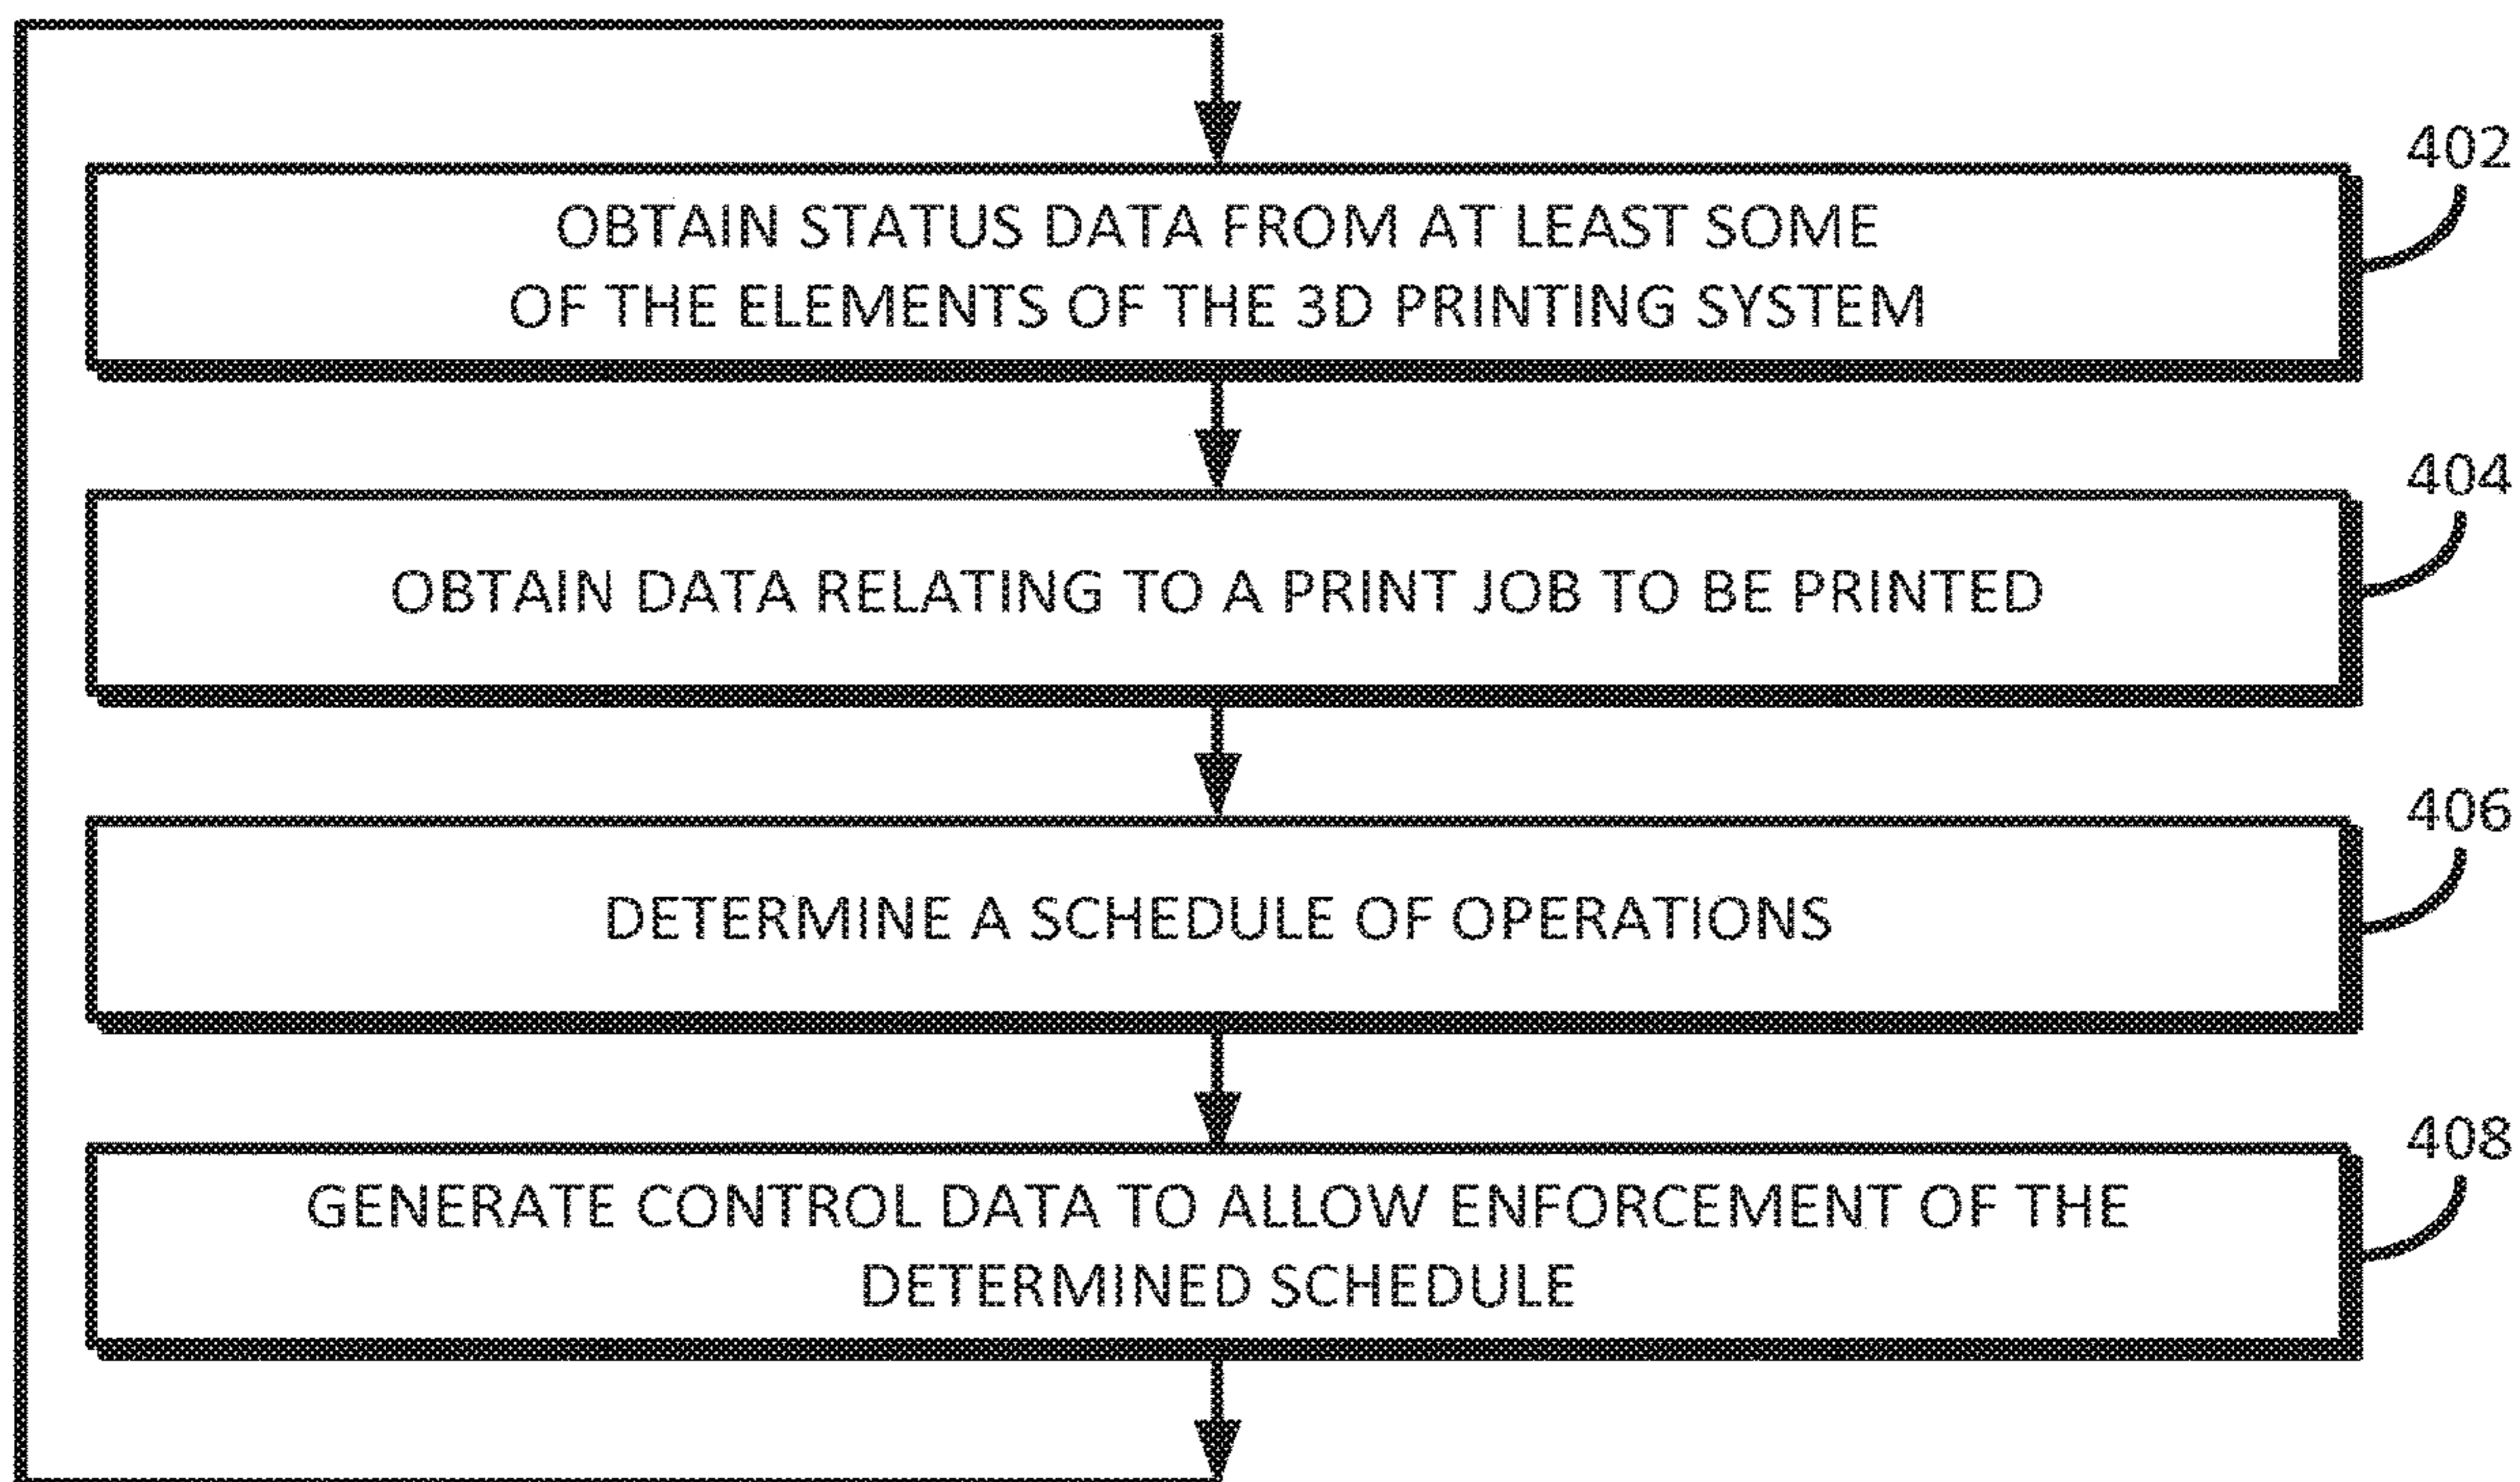 402
OBTAIN STATUS DATA FROM AT LEAST SOME
OF THE ELEMENTS OF THE 3D PRINTING SYSTEM
404
OBTAIN DATA RELATING TO A PRINT JOB TO BE PRINTED
406
DETERMINE A SCHEDULE OF OPERATIONS
408
GENERATE CONTROL DATA TO ALLOW ENFORCEMENT OF THE
DETERMINED SCHEDULE